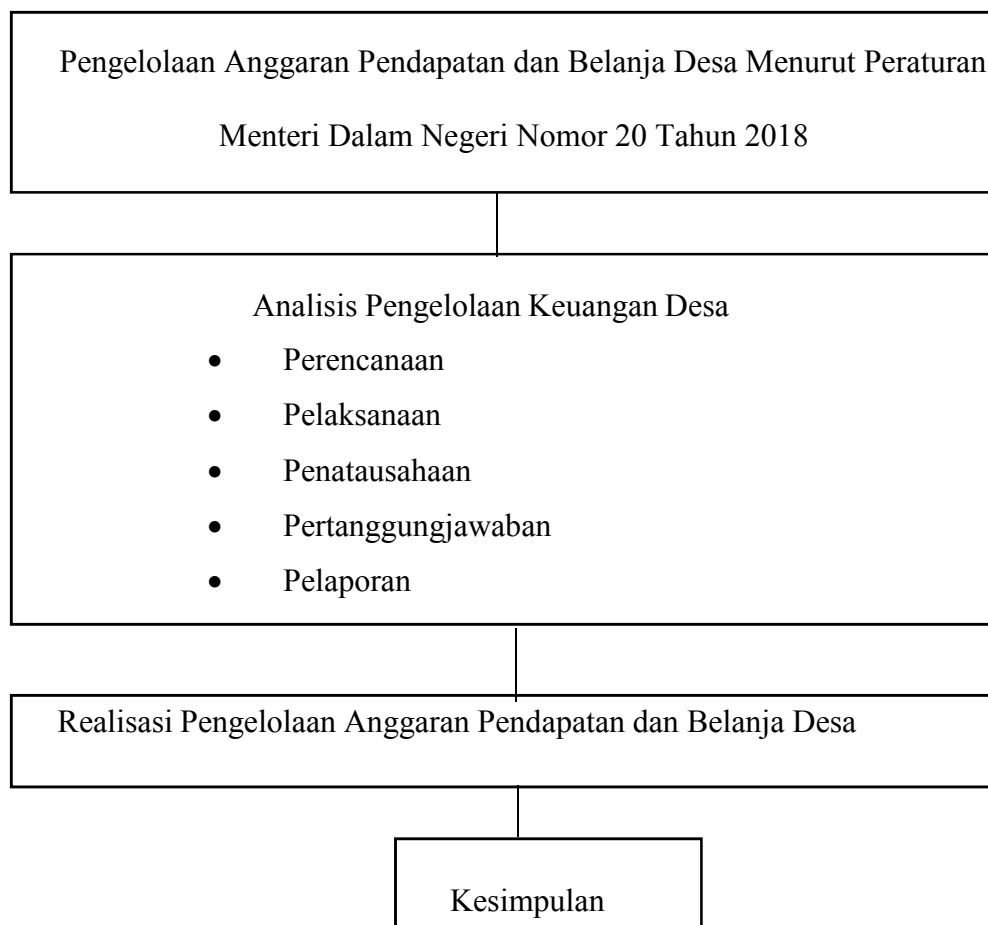 Pengelolaan Anggaran Pendapatan dan Belanja Desa Menurut Peraturan
Menteri Dalam Negeri Nomor 20 Tahun 2018
Analisis Pengelolaan Keuangan Desa
• Perencanaan
• Pelaksanaan
• Penatausahaan
• Pertanggungjawaban
• Pelaporan
Realisasi Pengelolaan Anggaran Pendapatan dan Belanja Desa
Kesimpulan